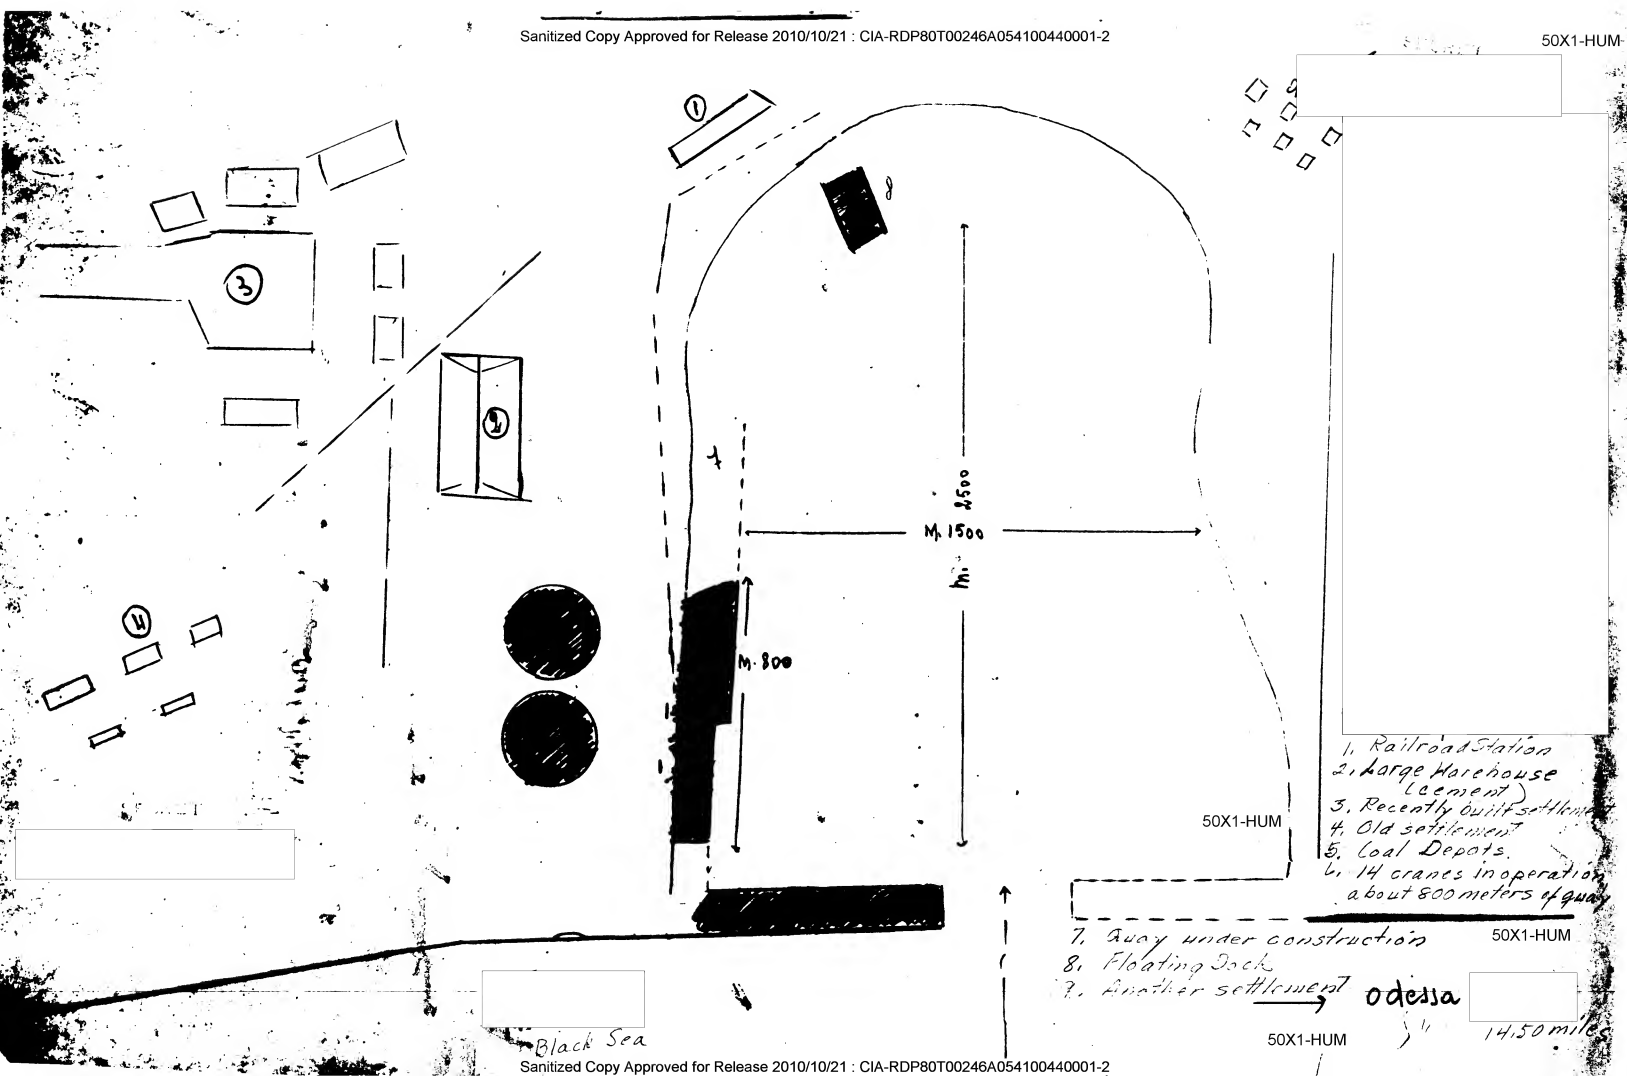 Sanitized Copy Approved for Release 2010/10/21 : CIA-RDP80T00246A054100440001-2
50X1-HUM
1
8
3
2
7
M. 2500
M. 1500
4
M. 800
1. Railroad Station
2. Large Warehouse
(cement)
3. Recently built settlement
4. Old settlement
5. Coal Depots.
6. 14 cranes in operation
about 800 meters of quay
50X1-HUM
7. Quay under construction
8. Floating Dock
9. Another settlement
50X1-HUM
Odessa
14.50 miles
50X1-HUM
Black Sea
Sanitized Copy Approved for Release 2010/10/21 : CIA-RDP80T00246A054100440001-2